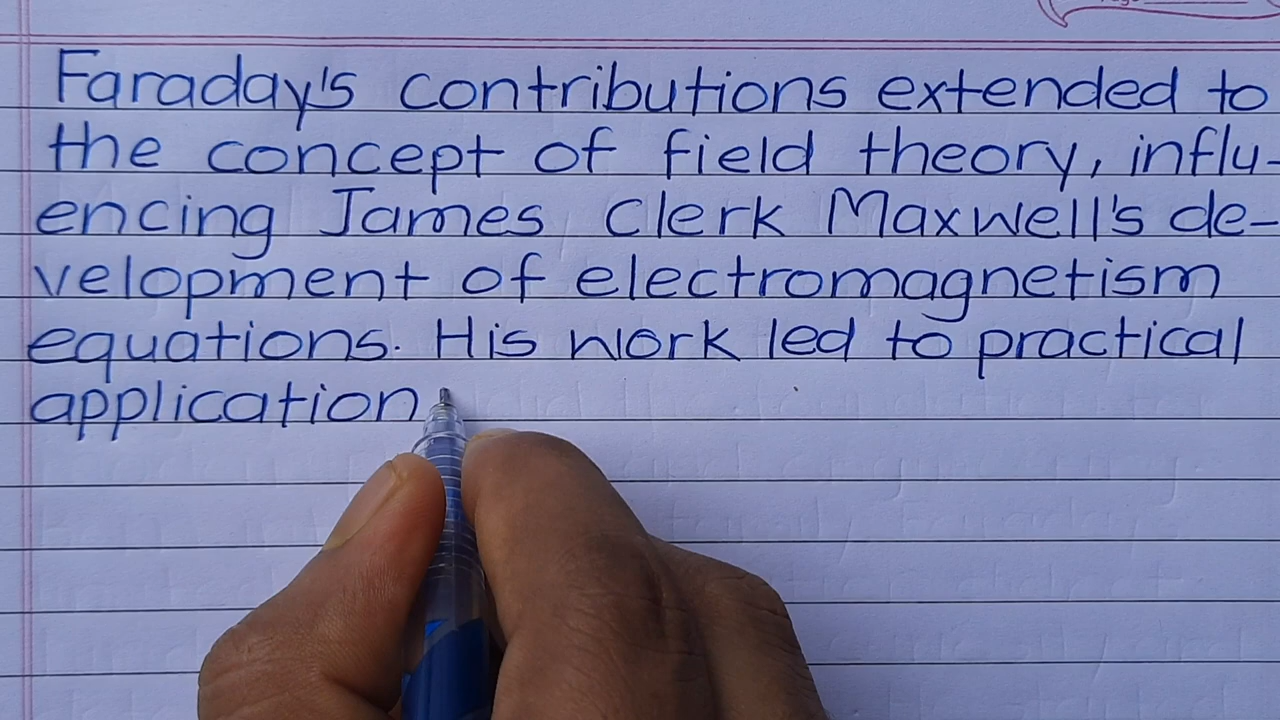 Faraday's contributions extended to
the concept of field theory, influ-
encing James Clerk Maxwell's de-
velopment of electromagnetism
equations. His work led to practical
application